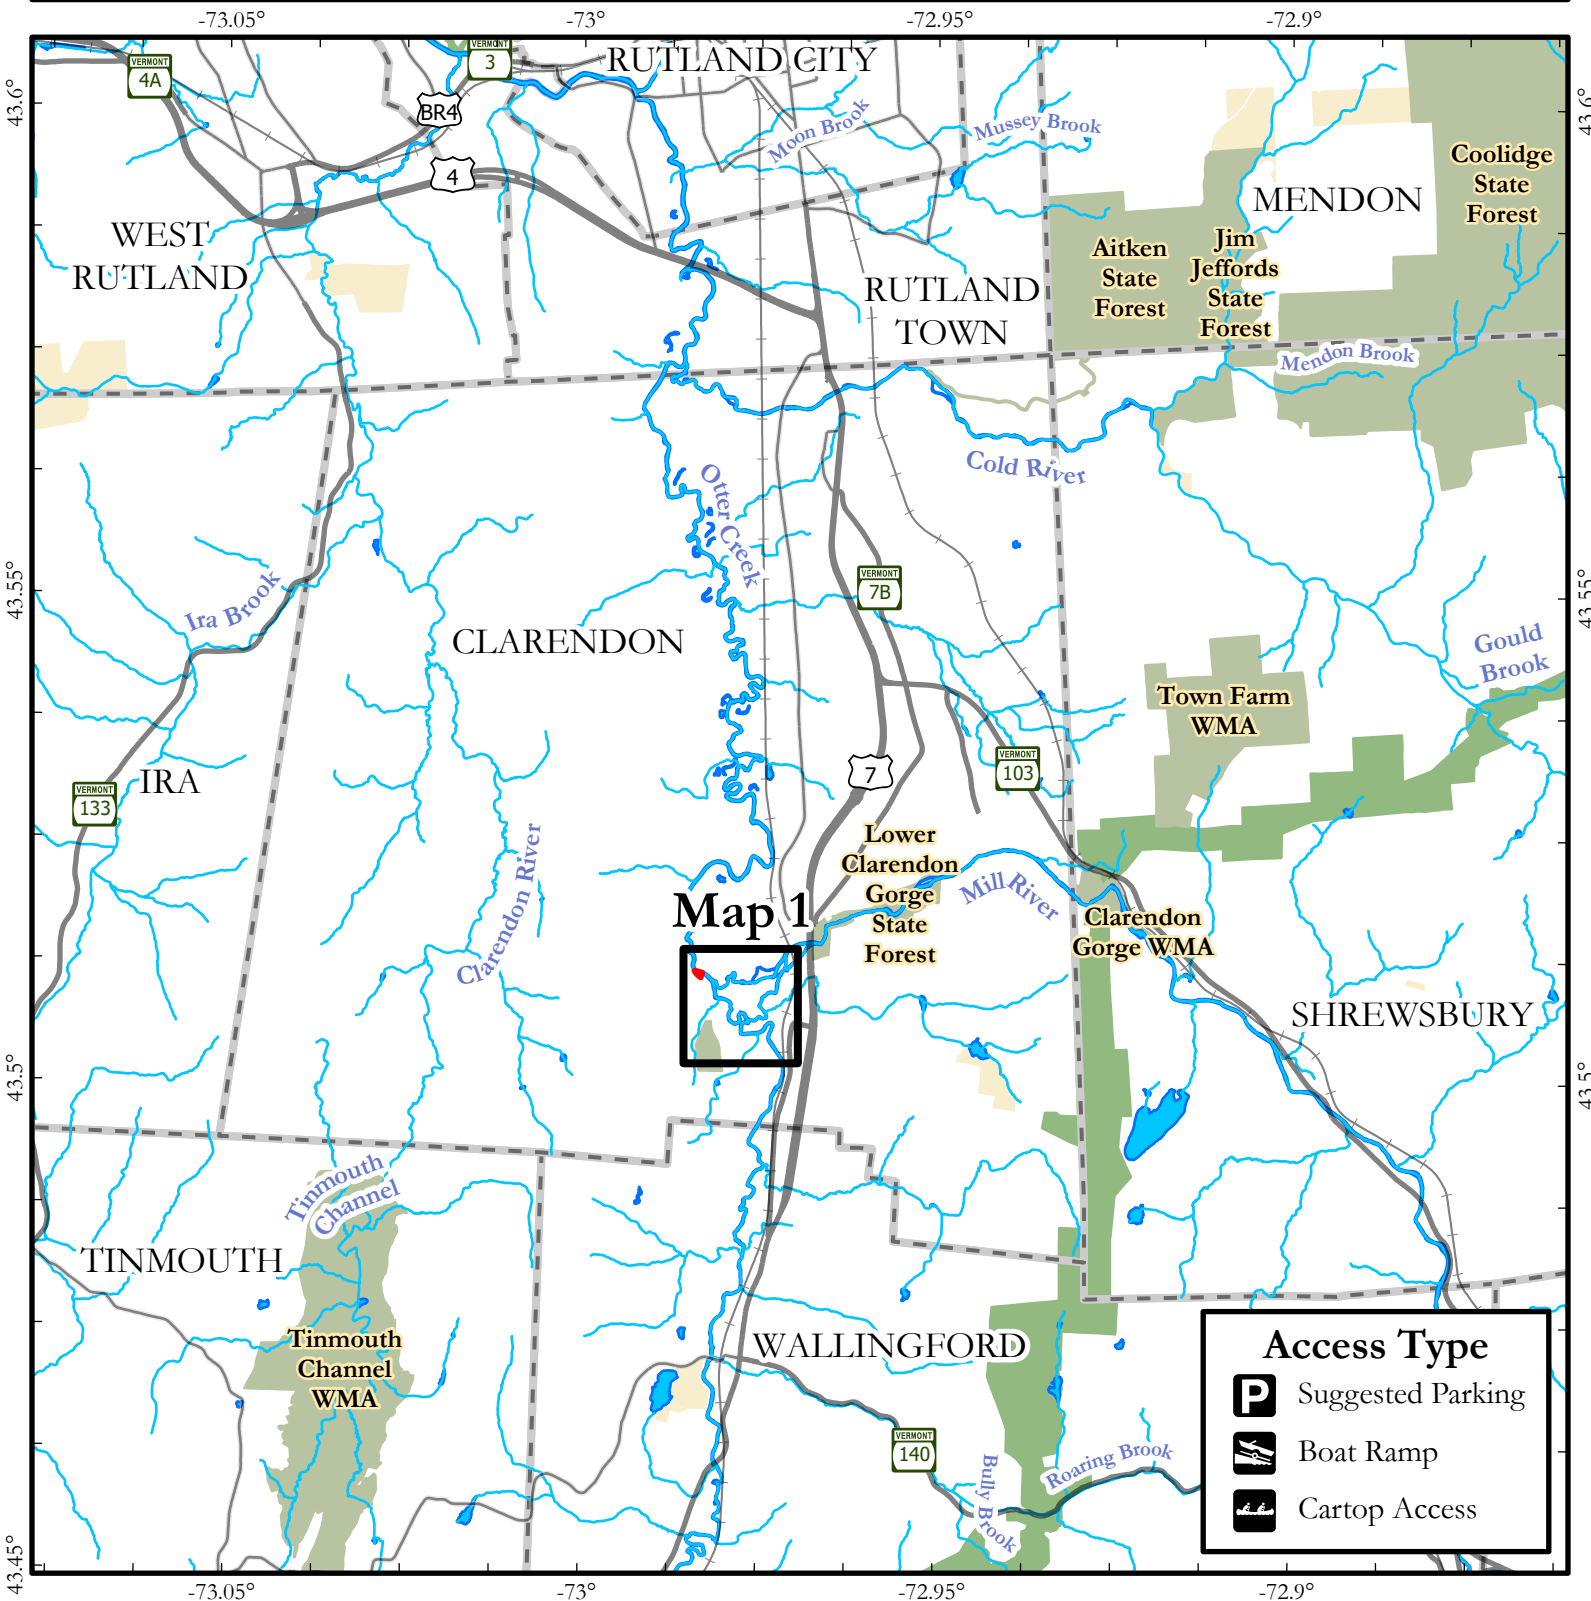 -73.05°
-73°
-72.95°
-72.9°
43.6°
43.6°
VERMONT
4A
VERMONT
3
RUTLAND CITY
BR4
Moon Brook
Mussey Brook
4
Coolidge
State
Forest
MENDON
WEST
RUTLAND
Aitken
State
Forest
Jim
Jeffords
State
Forest
RUTLAND
TOWN
Mendon Brook
Cold River
Otter Creek
43.55°
43.55°
VERMONT
7B
Ira Brook
CLARENDON
Gould
Brook
Town Farm
WMA
IRA
VERMONT
133
7
VERMONT
103
Lower
Clarendon
Gorge
State
Forest
Mill River
Clarendon River
Map 1
Clarendon
Gorge WMA
SHREWSBURY
43.5°
43.5°
Tinmouth
Channel
TINMOUTH
Tinmouth
Channel
WMA
WALLINGFORD
VERMONT
140
Bully Brook
Roaring Brook
Access Type
P
Suggested Parking
Boat Ramp
Cartop Access
43.45°
-73.05°
-73°
-72.95°
-72.9°